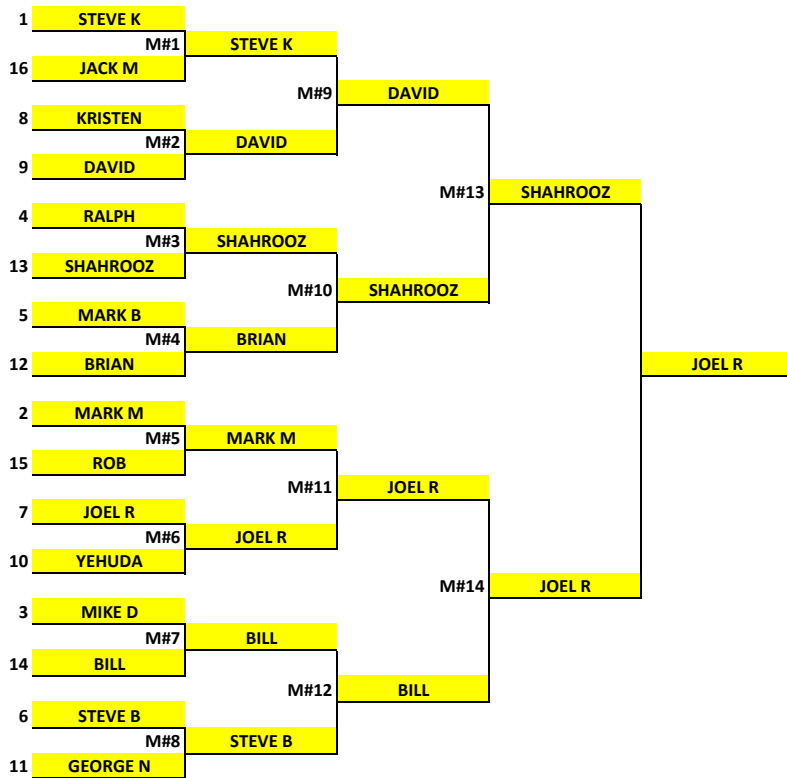 1 STEVE K
M#1 STEVE K
16 JACK M
M#9 DAVID
8 KRISTEN
M#2 DAVID
9 DAVID
M#13 SHAHROOZ
4 RALPH
M#3 SHAHROOZ
13 SHAHROOZ
M#10 SHAHROOZ
5 MARK B
M#4 BRIAN
12 BRIAN
JOEL R
2 MARK M
M#5 MARK M
15 ROB
M#11 JOEL R
7 JOEL R
M#6 JOEL R
10 YEHUDA
M#14 JOEL R
3 MIKE D
M#7 BILL
14 BILL
M#12 BILL
6 STEVE B
M#8 STEVE B
11 GEORGE N